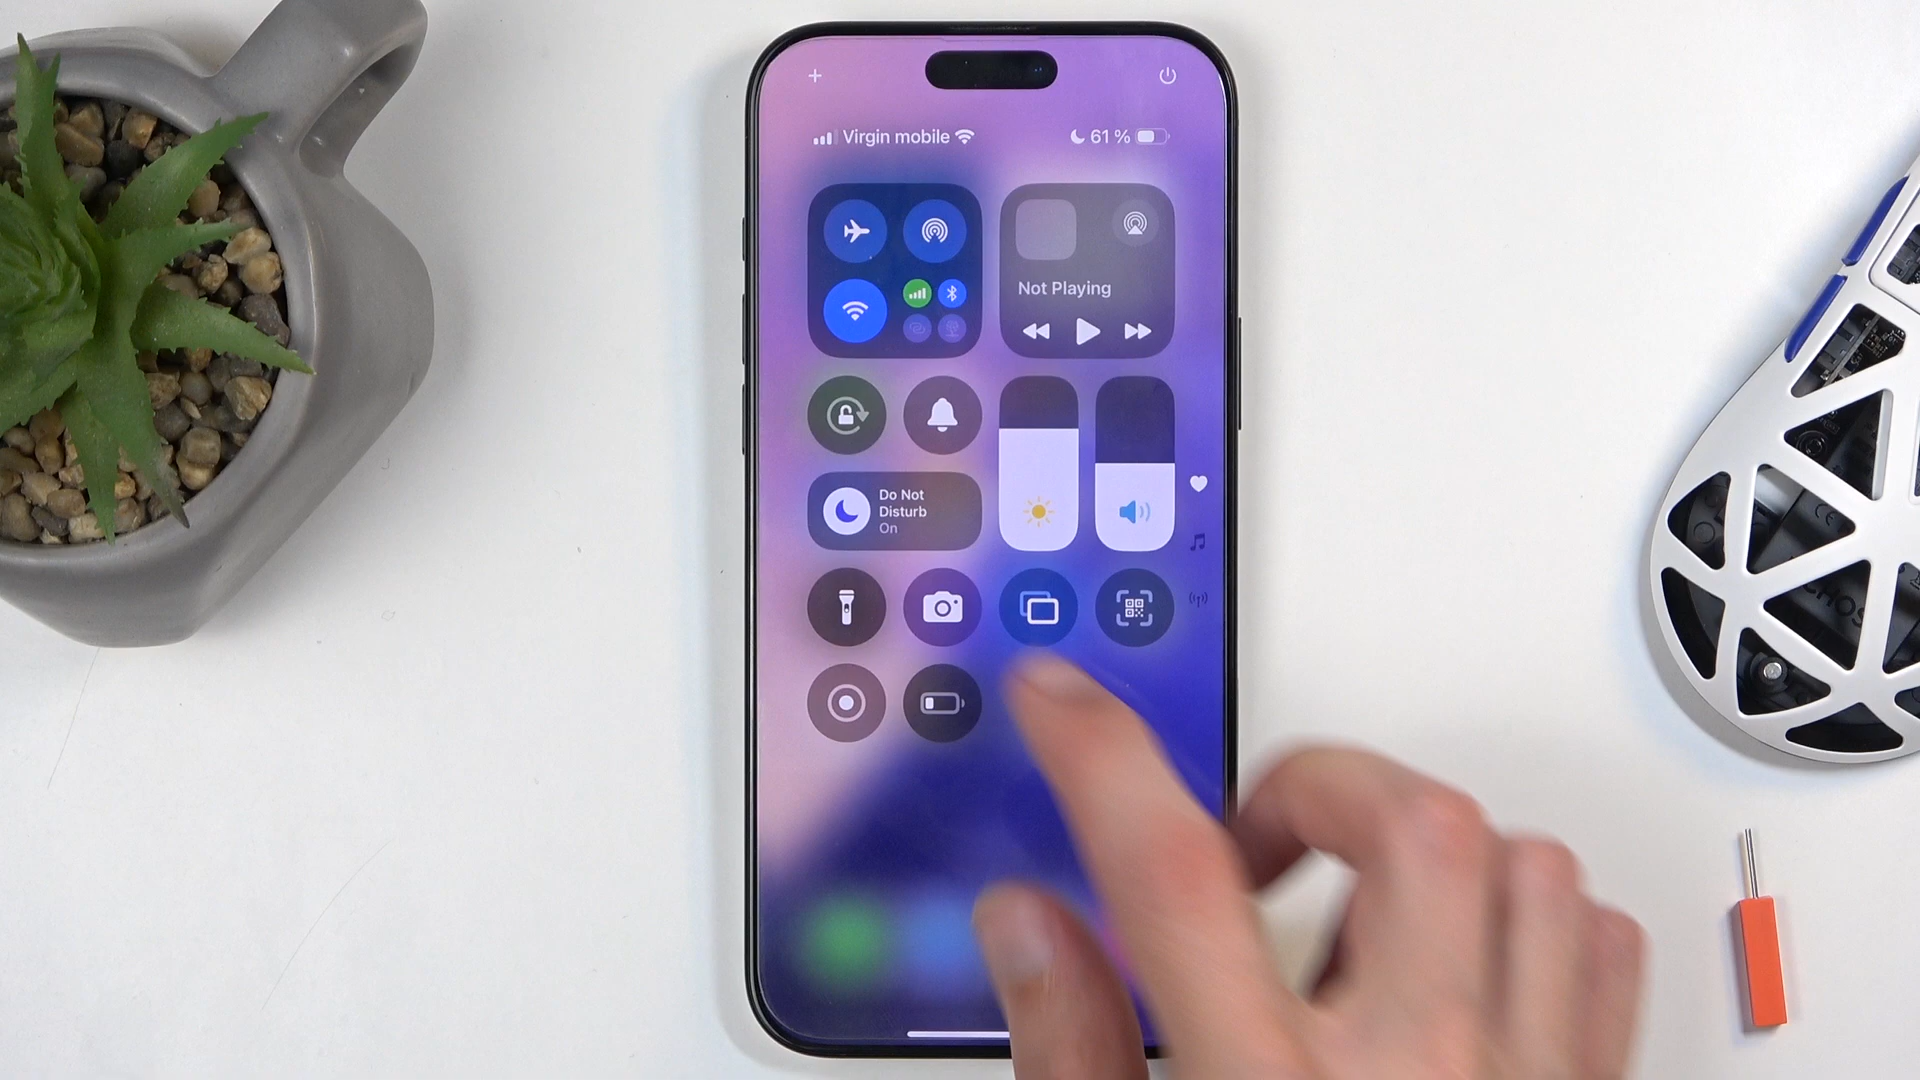 Virgin mobile
61 %
Not Playing
Do Not
Disturb
On